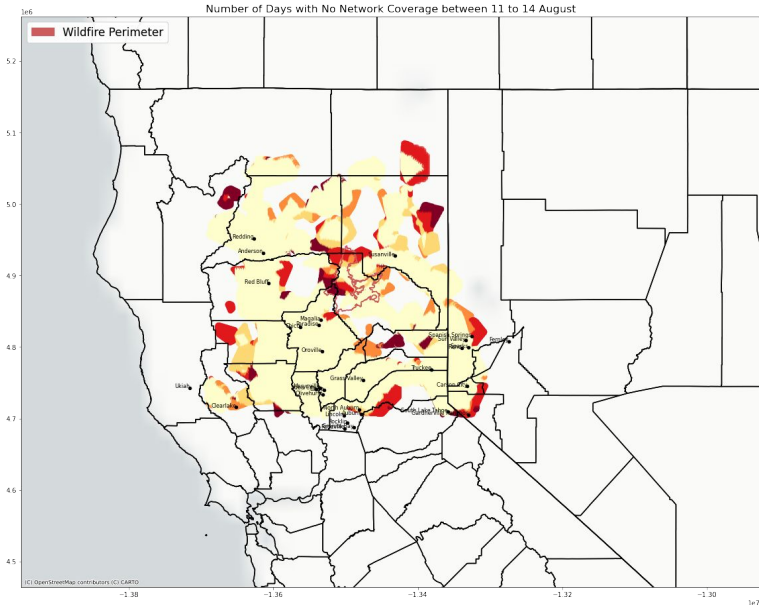 Number of Days with No Network Coverage between 11 to 14 August
1e6
Wildfire Perimeter
5.2
5.1
5.0
4.9
4.8
4.7
4.6
4.5
Redding
Anderson
Susanville
Red Bluff
Magalia
Paradise
Spanish Springs
Sun Valley
Fernley
Oroville
Truckee
Ukiah
Grass Valley
Carson City
Olivehurst
Clearlake
North Auburn
Lincoln
South Lake Tahoe
Gardnerville
Rocklin
(C) OpenStreetMap contributors (C) CARTO
−1.38
−1.36
−1.34
−1.32
−1.30
1e7